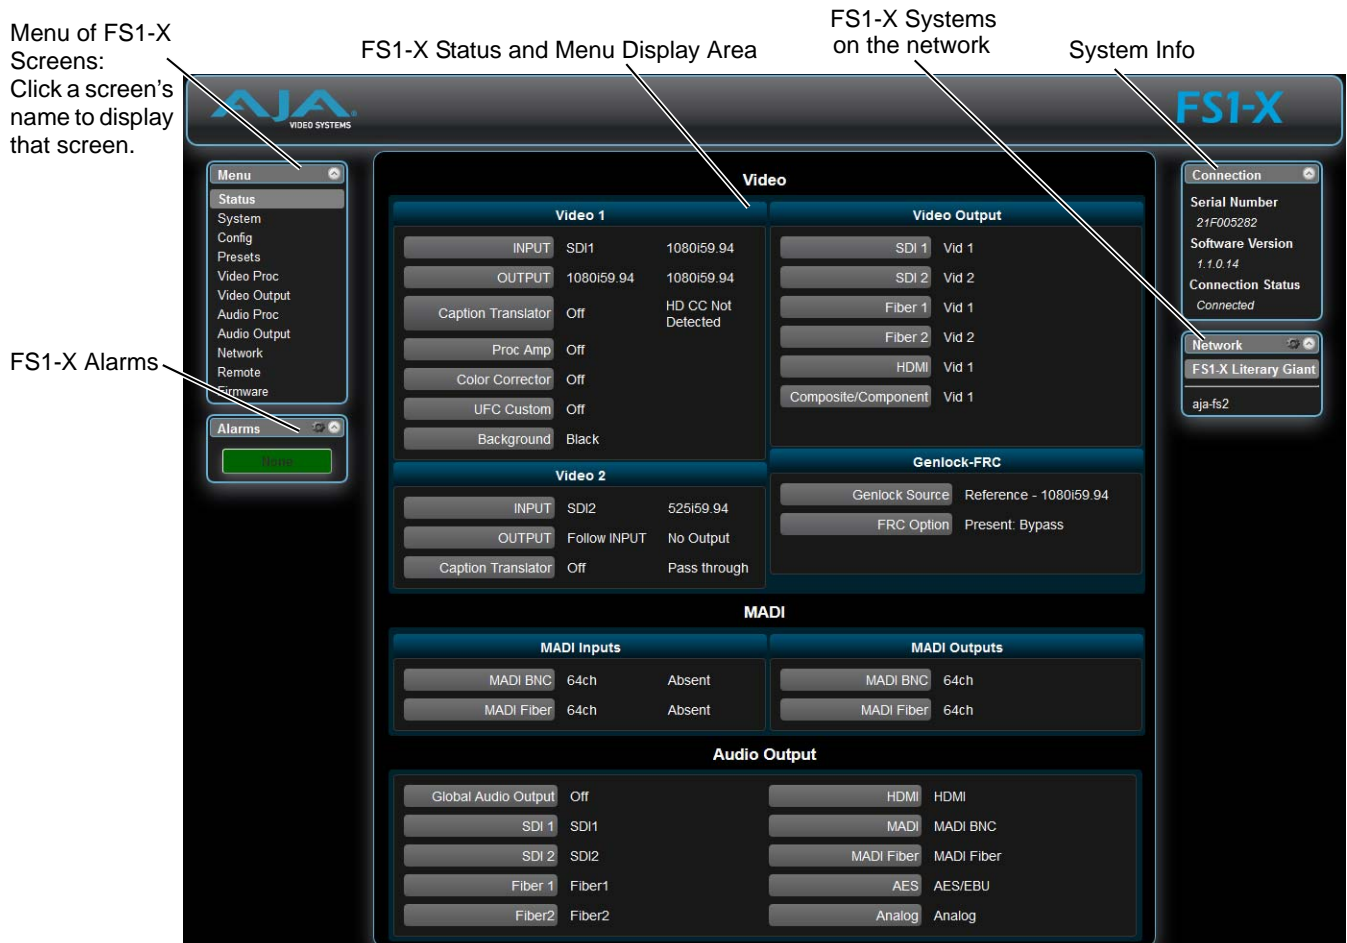 Menu of FS1-X
Screens:
Click a screen's
name to display
that screen.
FS1-X Status and Menu Display Area
FS1-X Systems
on the network
System Info
FS1-X Alarms
AJA
VIDEO SYSTEMS
FS1-X
Menu
Status
System
Config
Presets
Video Proc
Video Output
Audio Proc
Audio Output
Network
Remote
Firmware
Alarms
None
Video
Video 1
INPUT SDI1 1080i59.94
OUTPUT 1080i59.94 1080i59.94
Caption Translator Off HD CC Not
Detected
Proc Amp Off
Color Corrector Off
UFC Custom Off
Background Black
Video 2
INPUT SDI2 525i59.94
OUTPUT Follow INPUT No Output
Caption Translator Off Pass through
Video Output
SDI 1 Vid 1
SDI 2 Vid 2
Fiber 1 Vid 1
Fiber 2 Vid 2
HDMI Vid 1
Composite/Component Vid 1
Genlock-FRC
Genlock Source Reference - 1080i59.94
FRC Option Present: Bypass
MADI
MADI Inputs
MADI BNC 64ch Absent
MADI Fiber 64ch Absent
MADI Outputs
MADI BNC 64ch
MADI Fiber 64ch
Audio Output
Global Audio Output Off
SDI 1 SDI1
SDI 2 SDI2
Fiber 1 Fiber1
Fiber2 Fiber2
HDMI HDMI
MADI MADI BNC
MADI Fiber MADI Fiber
AES AES/EBU
Analog Analog
Connection
Serial Number
21F005282
Software Version
1.1.0.14
Connection Status
Connected
Network
FS1-X Literary Giant
aja-fs2